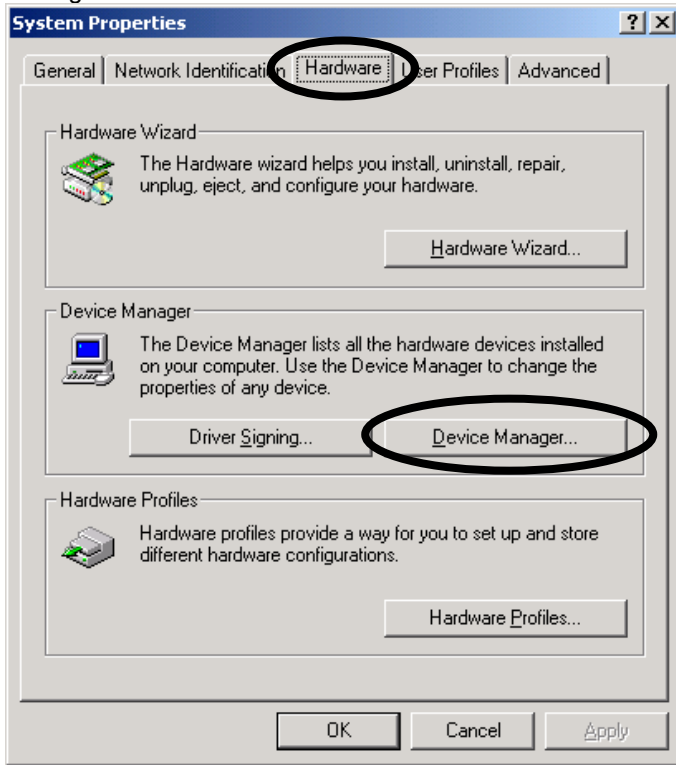 System Properties
General Network Identification Hardware User Profiles Advanced
Hardware Wizard
The Hardware wizard helps you install, uninstall, repair,
unplug, eject, and configure your hardware.
Hardware Wizard...
Device Manager
The Device Manager lists all the hardware devices installed
on your computer. Use the Device Manager to change the
properties of any device.
Driver Signing... Device Manager...
Hardware Profiles
Hardware profiles provide a way for you to set up and store
different hardware configurations.
Hardware Profiles...
OK Cancel Apply